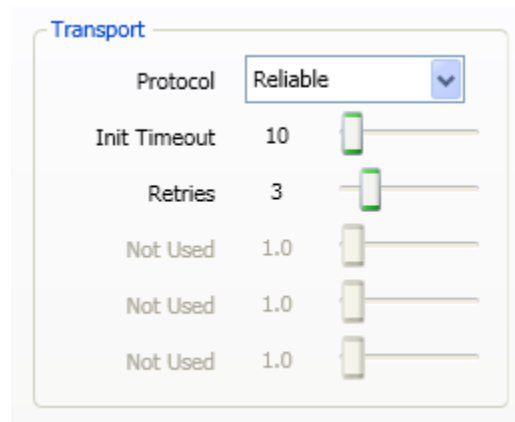 Transport
Protocol Reliable
Init Timeout 10
Retries 3
Not Used 1.0
Not Used 1.0
Not Used 1.0